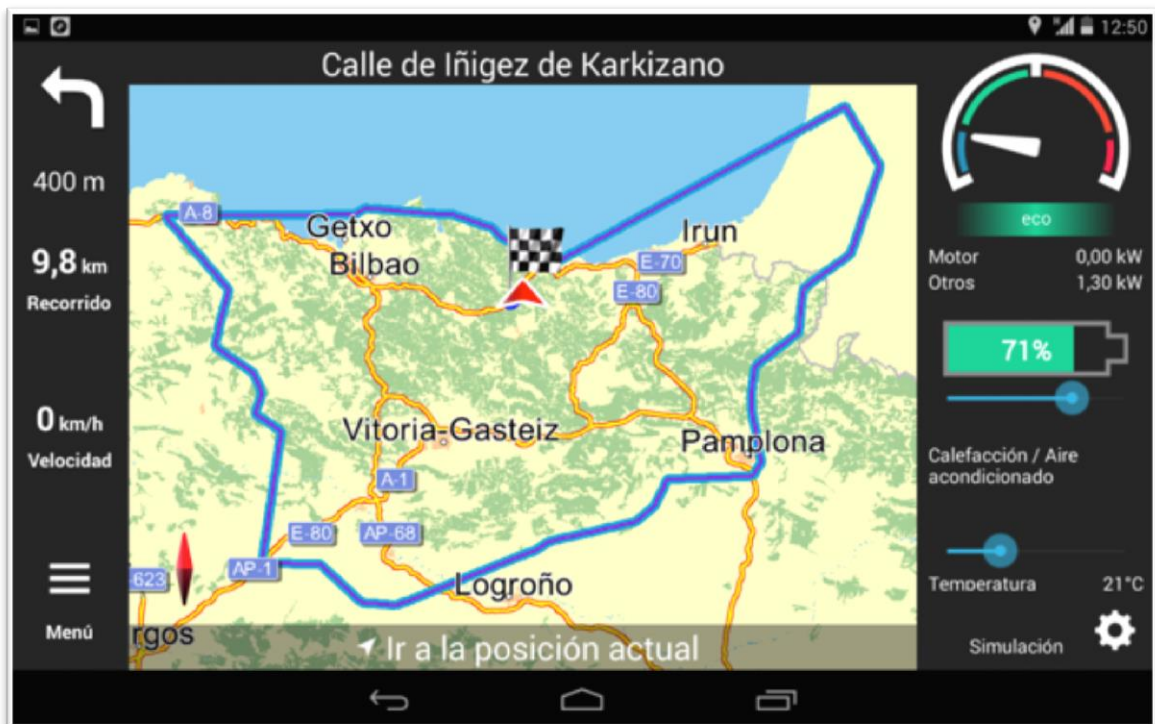 12:50
Calle de Iñigez de Karkizano
400 m
9,8 km
Recorrido
0 km/h
Velocidad
Menú
A-8
Getxo
Bilbao
Irun
E-70
E-80
Vitoria-Gasteiz
Pamplona
A-1
E-80
AP-68
AP-1
-623
Logroño
rgos
Ir a la posición actual
eco
Motor 0,00 kW
Otros 1,30 kW
71%
Calefacción / Aire
acondicionado
Temperatura 21°C
Simulación